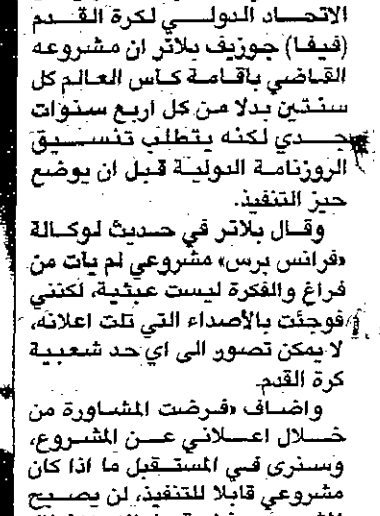 الاتحاد الدولي لكرة القدم
(فيفا) جوزيف بلاتر ان مشروعه
القاضي باقامة كاس العالم كل
سنتين بدلا من كل اربع سنوات
جدي لكنه يتطلب تنسيق
الروزنامة الدولية قبل ان يوضع
حيز التنفيذ.
وقال بلاتر في حديث لوكالة
«فرانس برس» مشروعي لم يات من
فراغ والفكرة ليست عبثية، لكنني
فوجئت بالأصداء التي تلت اعلانه،
لا يمكن تصور الى اي حد شعبية
كرة القدم.
واضاف «فرضت المشاورة من
خلال اعلاني عن المشروع،
وسنرى في المستقبل ما اذا كان
مشروعي قابلا للتنفيذ، لن يصبح